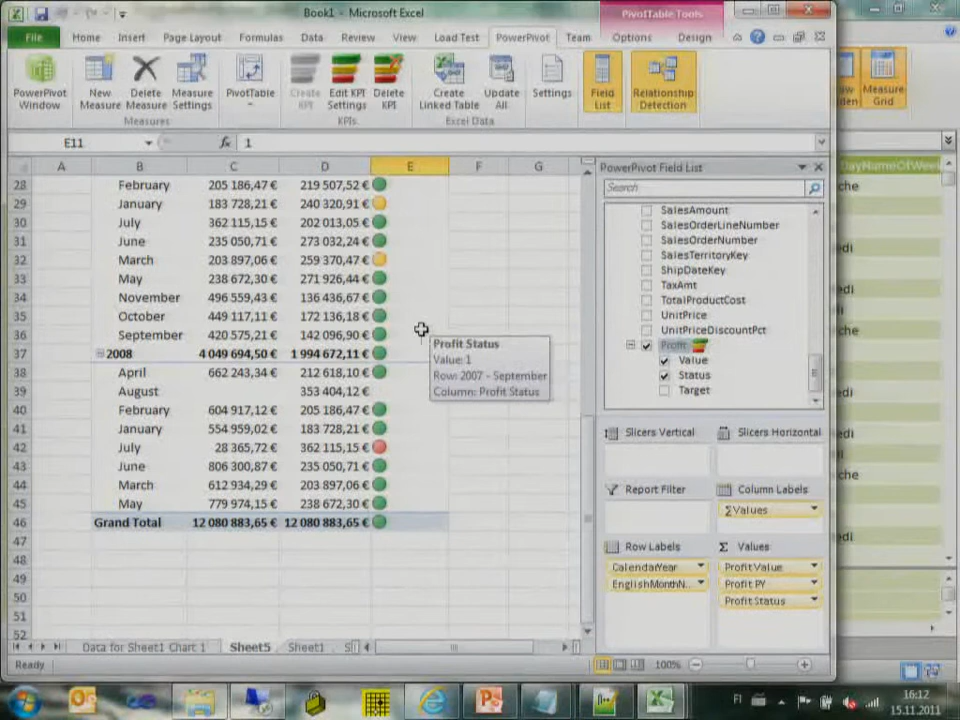 Book1 - Microsoft Excel
PivotTable Tools
File Home Insert Page Layout Formulas Data Review View Load Test PowerPivot Team Options Design
PowerPivot Window
New Measure
Delete Measure
Measure Settings
PivotTable
Create KPI
Edit KPI Settings
Delete KPI
Create Linked Table
Update All
Settings
Field List
Relationship Detection
Measure Grid
Measures
KPIs
Excel Data
E11 fx 1
A B C D E F G
28 February 205 186,47 € 219 507,52 €
29 January 183 728,21 € 240 320,91 €
30 July 362 115,15 € 202 013,05 €
31 June 235 050,71 € 273 032,24 €
32 March 203 897,06 € 259 370,47 €
33 May 238 672,30 € 271 926,44 €
34 November 496 559,43 € 136 436,67 €
35 October 449 117,11 € 172 136,18 €
36 September 420 575,21 € 142 096,90 €
37 2008 4 049 694,50 € 1 994 672,11 €
38 April 662 243,34 € 212 618,10 €
39 August 353 404,12 €
40 February 604 917,12 € 205 186,47 €
41 January 554 959,02 € 183 728,21 €
42 July 28 365,72 € 362 115,15 €
43 June 806 300,87 € 235 050,71 €
44 March 612 934,29 € 203 897,06 €
45 May 779 974,15 € 238 672,30 €
46 Grand Total 12 080 883,65 € 12 080 883,65 €
47
48
49
50
51
52
Profit Status
Value: 1
Row: 2007 - September
Column: Profit Status
PowerPivot Field List
Search
SalesAmount
SalesOrderLineNumber
SalesOrderNumber
SalesTerritoryKey
ShipDateKey
TaxAmt
TotalProductCost
UnitPrice
UnitPriceDiscountPct
Profit
Value
Status
Target
Slicers Vertical
Slicers Horizontal
Report Filter
Column Labels
Σ Values
Row Labels
Σ Values
CalendarYear
EnglishMonthN...
Profit Value
Profit PY
Profit Status
DayNameOfWeek
Data for Sheet1 Chart 1 Sheet5 Sheet1
Ready
100%
FI
16:12
15.11.2011